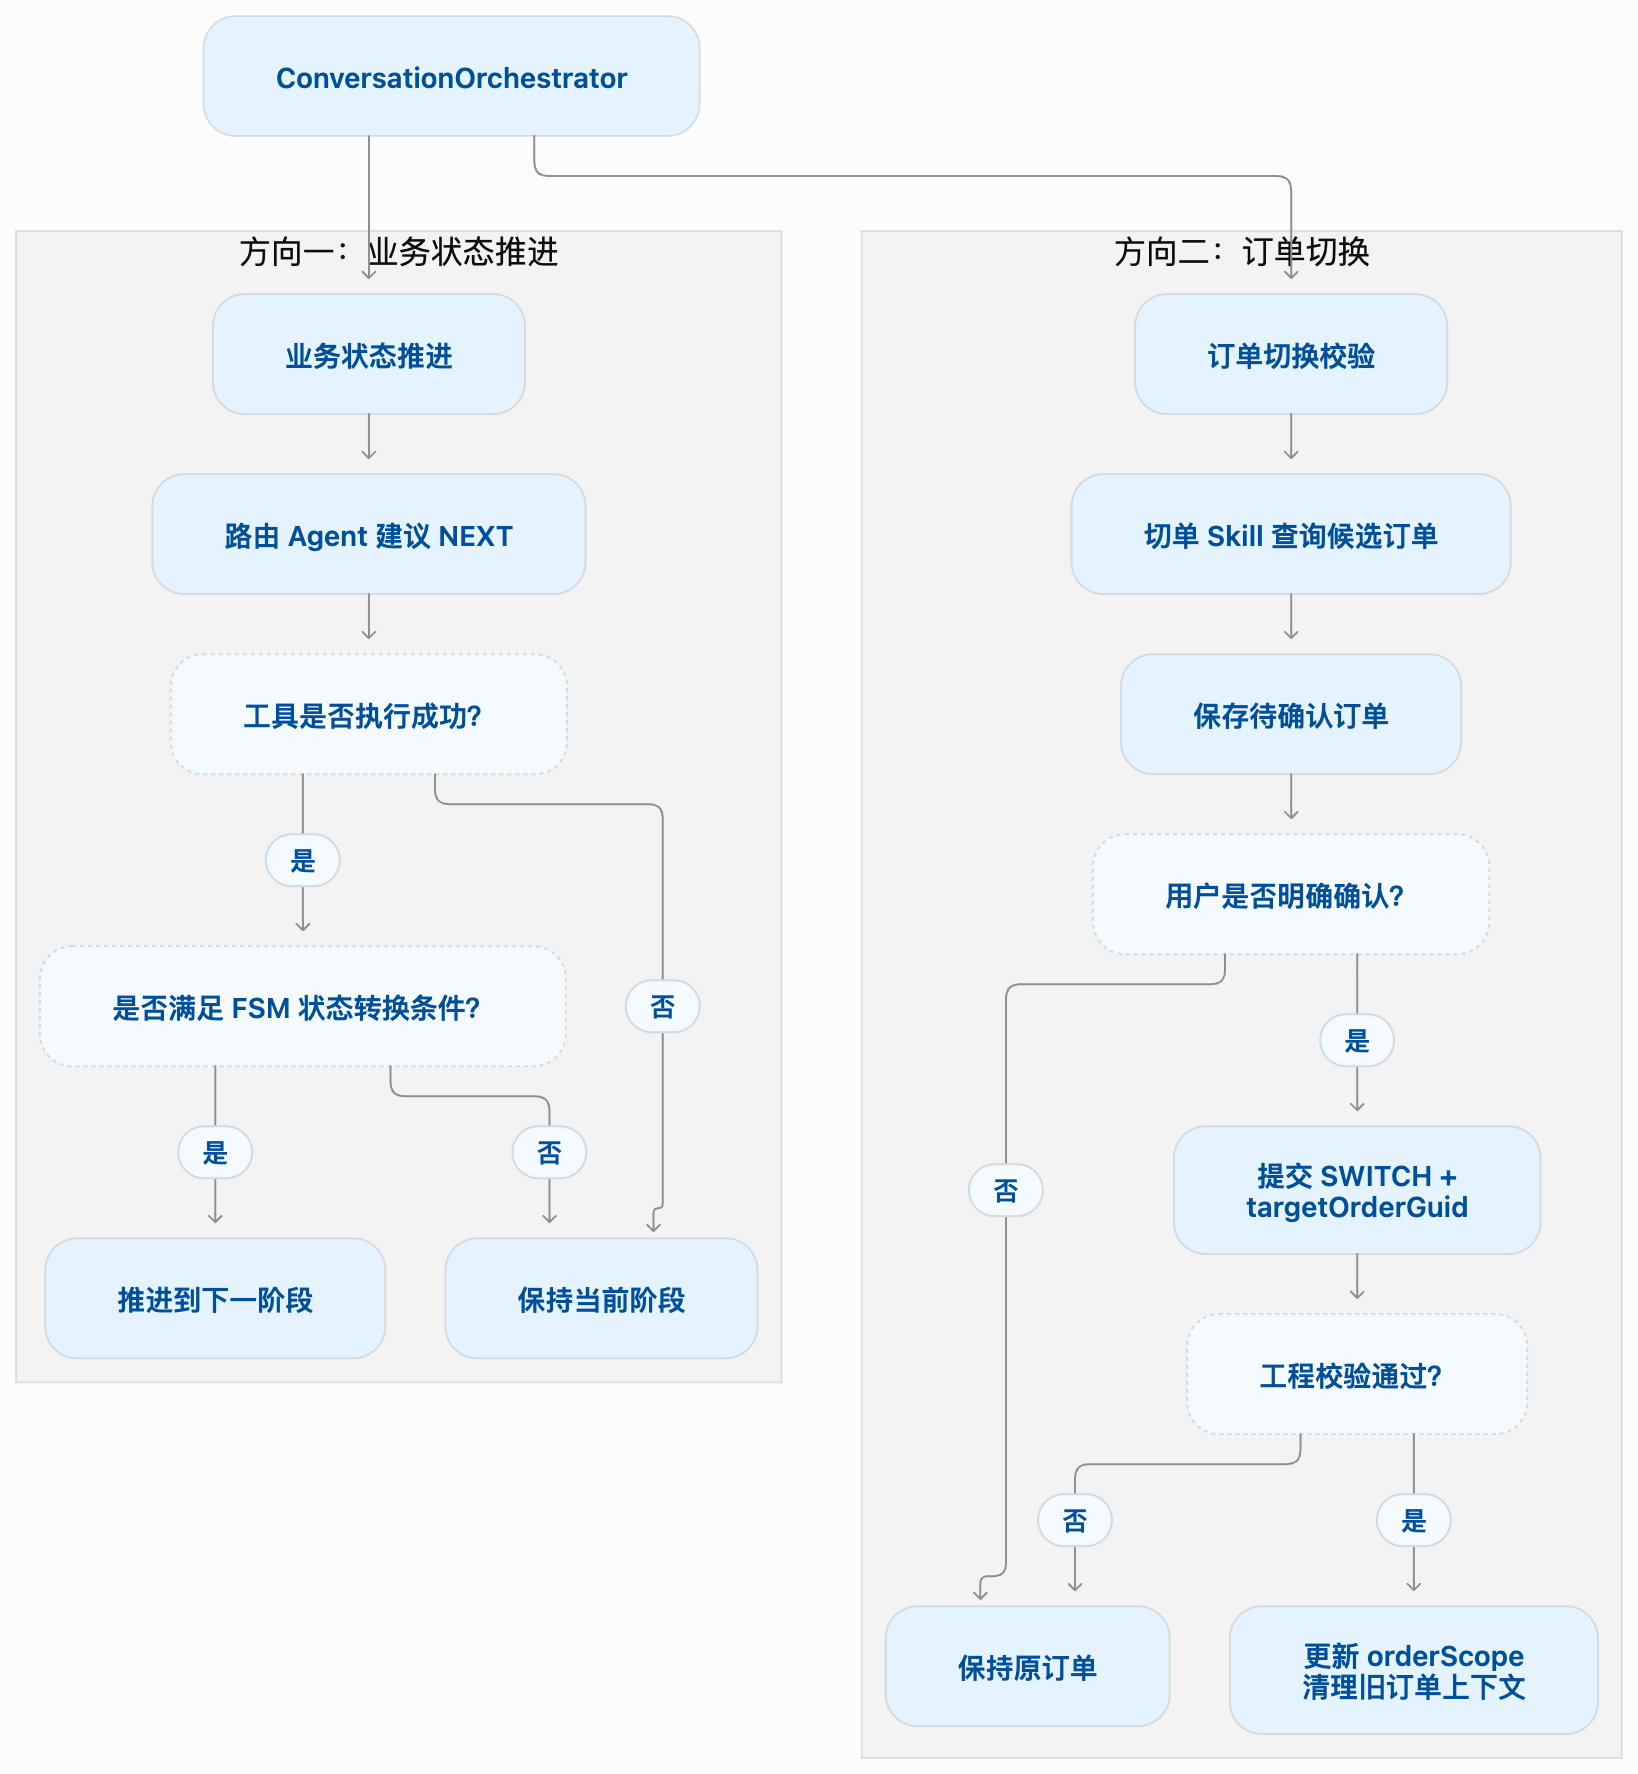 ConversationOrchestrator
方向一：业务状态推进
业务状态推进
路由 Agent 建议 NEXT
工具是否执行成功?
是
否
是否满足 FSM 状态转换条件?
是
否
推进到下一阶段
保持当前阶段
方向二：订单切换
订单切换校验
切单 Skill 查询候选订单
保存待确认订单
用户是否明确确认?
否
是
提交 SWITCH +
targetOrderGuid
工程校验通过?
否
是
保持原订单
更新 orderScope
清理旧订单上下文